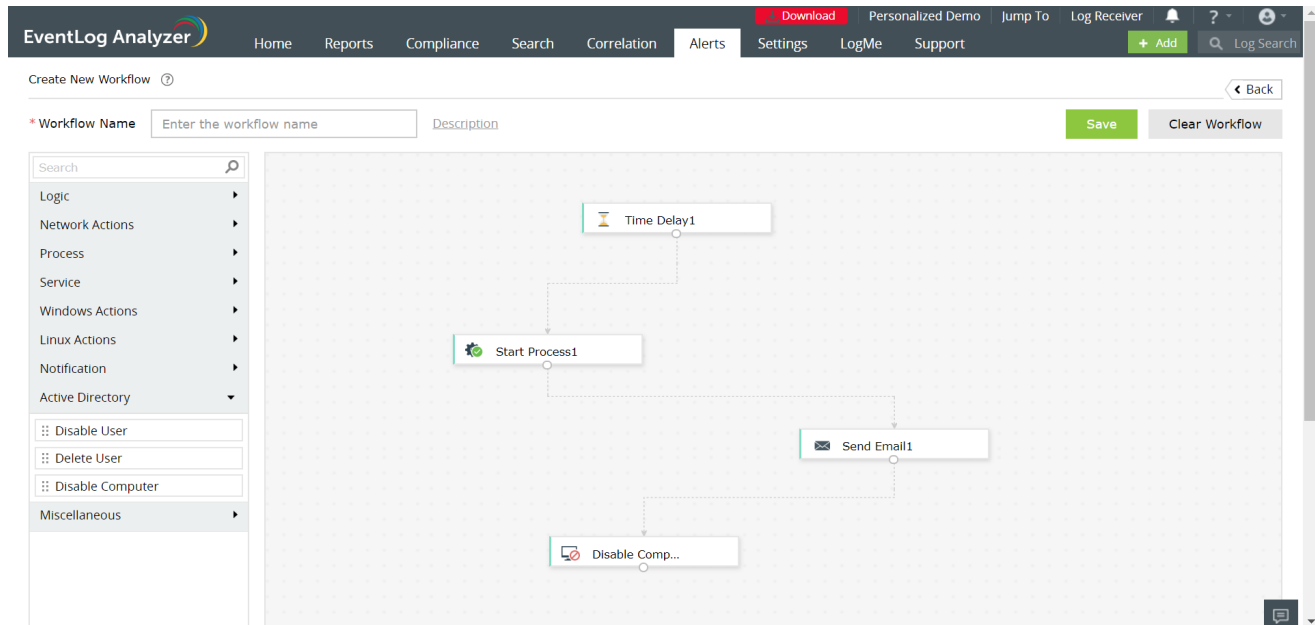 Download Personalized Demo Jump To Log Receiver ?
EventLog Analyzer
Home Reports Compliance Search Correlation Alerts Settings LogMe Support + Add Log Search
Create New Workflow ?
Back
* Workflow Name Enter the workflow name Description Save Clear Workflow
Search
Logic
Network Actions
Process
Service
Windows Actions
Linux Actions
Notification
Active Directory
Disable User
Delete User
Disable Computer
Miscellaneous
Time Delay1
Start Process1
Send Email1
Disable Comp...